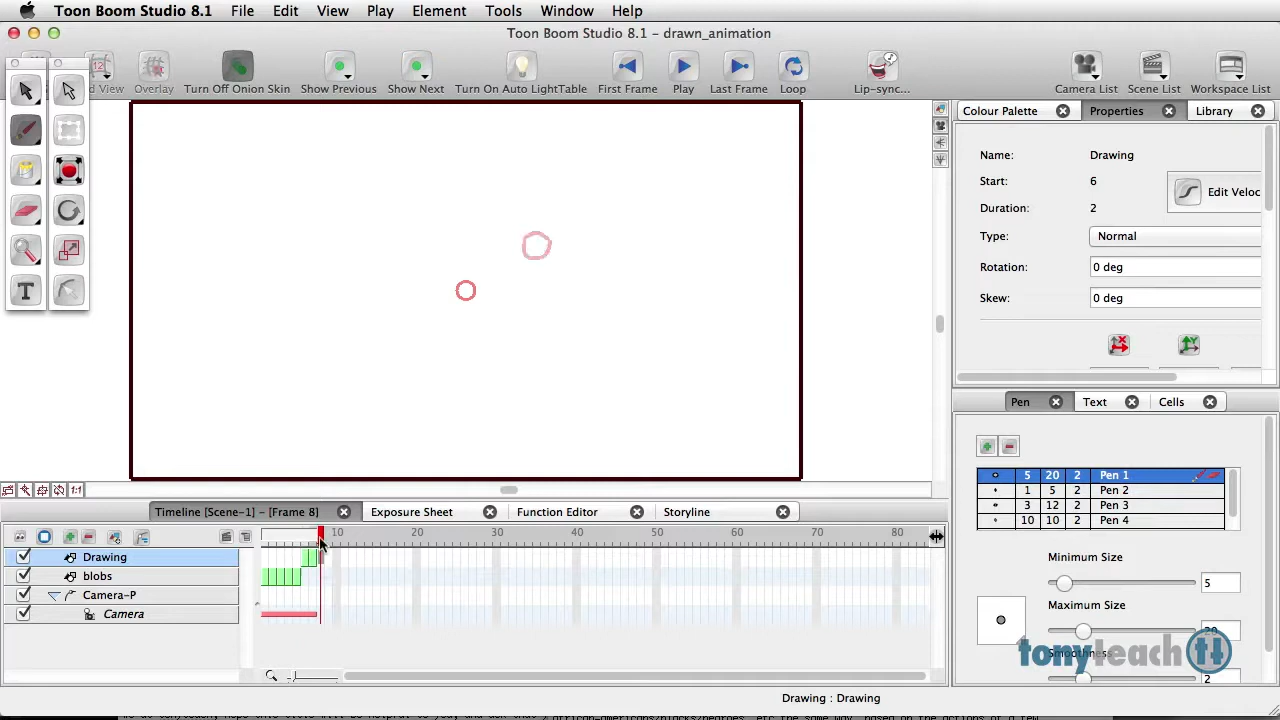 Toon Boom Studio 8.1 File Edit View Play Element Tools Window Help
Toon Boom Studio 8.1 - drawn_animation
d View Overlay Turn Off Onion Skin Show Previous Show Next Turn On Auto LightTable First Frame Play Last Frame Loop Lip-sync... Camera List Scene List Workspace List
Colour Palette Properties Library
Name: Drawing
Start: 6
Edit Veloc
Duration: 2
Type: Normal
Rotation: 0 deg
Skew: 0 deg
T
Pen Text Cells
5 20 2 Pen 1
1 5 2 Pen 2
3 12 2 Pen 3
10 10 2 Pen 4
1:1
Timeline [Scene-1] - [Frame 8] Exposure Sheet Function Editor Storyline
10 20 30 40 50 60 70 80
Drawing
blobs
Camera-P
Camera
Minimum Size
5
Maximum Size
20
Smoothness
2
tonyteach
Drawing : Drawing